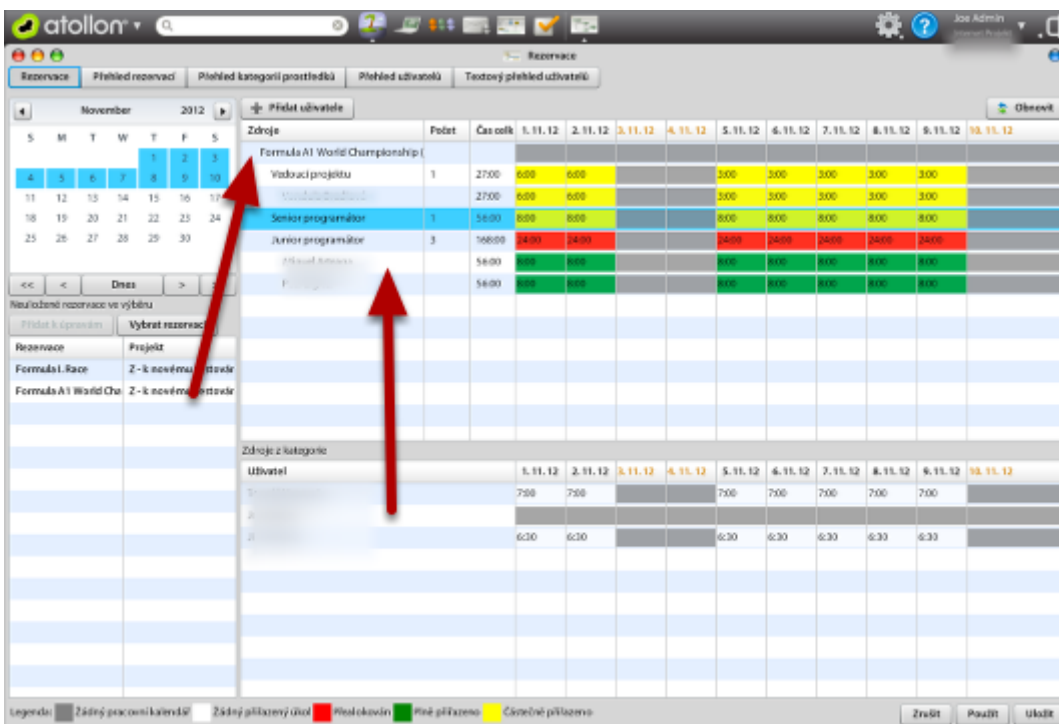 atollon
Joe Admin
Rezervace
Rezervace Přehled rezervací Přehled kategorií prostředků Přehled uživatelů Textový přehled uživatelů
November 2012
S M T W T F S
1 2 3
4 5 6 7 8 9 10
11 12 13 14 15 16 17
18 19 20 21 22 23 24
25 26 27 28 29 30
<< < Dnes >
Neuložené rezervace ve výběru
Přidat k úpravám Vybrat rezervaci
Rezervace Projekt
Formula I. Race Z - k novému
Formula A1 World Cha Z - k novému
Přidat uživatele Obnovit
Zdroje Počet Čas celk 1. 11. 12 2. 11. 12 3. 11. 12 4. 11. 12 5. 11. 12 6. 11. 12 7. 11. 12 8. 11. 12 9. 11. 12 10. 11. 12
Formula A1 World Championship (
Vedoucí projektu 1 27:00 6:00 6:00 3:00 3:00 3:00 3:00 3:00
27:00 6:00 6:00 3:00 3:00 3:00 3:00 3:00
Senior programátor 1 56:00 8:00 8:00 8:00 8:00 8:00 8:00 8:00
Junior programátor 3 168:00 24:00 24:00 24:00 24:00 24:00 24:00 24:00
56:00 8:00 8:00 8:00 8:00 8:00 8:00 8:00
56:00 8:00 8:00 8:00 8:00 8:00 8:00 8:00
Zdroje z kategorie
Uživatel 1. 11. 12 2. 11. 12 3. 11. 12 4. 11. 12 5. 11. 12 6. 11. 12 7. 11. 12 8. 11. 12 9. 11. 12 10. 11. 12
7:00 7:00 7:00 7:00 7:00 7:00 7:00
6:30 6:30 6:30 6:30 6:30 6:30 6:30
Legenda: Žádný pracovní kalendář Žádný přiřazený úkol Přealokován Plně přiřazeno Částečně přiřazeno
Zrušit Použít Uložit